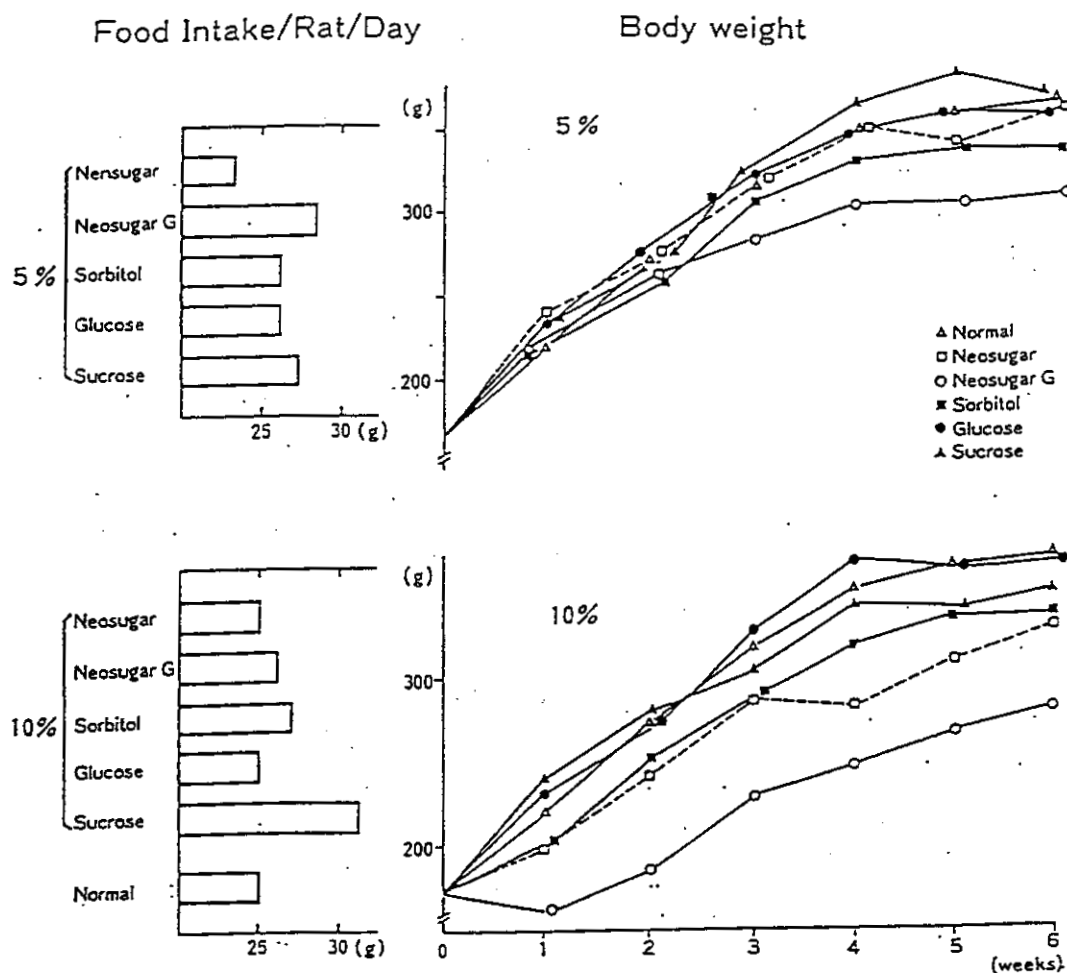 Food Intake/Rat/Day
Body weight
5%
Nensugar
Neosugar G
Sorbitol
Glucose
Sucrose
25 30 (g)
(g)
5%
300
200
Normal
Neosugar
Neosugar G
Sorbitol
Glucose
Sucrose
10%
Neosugar
Neosugar G
Sorbitol
Glucose
Sucrose
Normal
25 30 (g)
(g)
10%
300
200
0 1 2 3 4 5 6
{weeks}